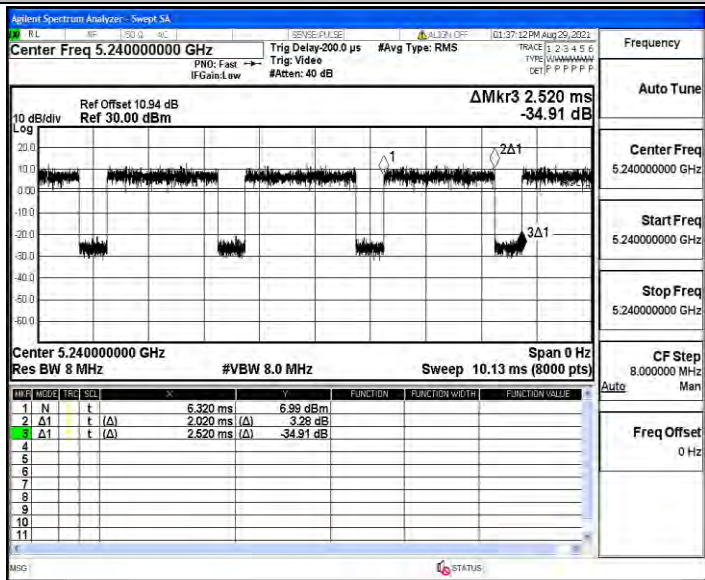 Agilent Spectrum Analyzer - Swept SA
RL RF 50 Ω AC SENSE:PULSE ALIGN OFF 01:37:12 PM Aug 29, 2021
Center Freq 5.240000000 GHz
PNO: Fast
IFGain:Low
Trig Delay-200.0 µs
Trig: Video
#Atten: 40 dB
#Avg Type: RMS
TRACE 1 2 3 4 5 6
TYPE WWWWWW
DET P P P P P P
Frequency
ΔMkr3 2.520 ms
-34.91 dB
Ref Offset 10.94 dB
10 dB/div Ref 30.00 dBm
Log
20.0
10.0
0.00
-10.0
-20.0
-30.0
-40.0
-50.0
-60.0
1
2Δ1
3Δ1
Center 5.240000000 GHz Span 0 Hz
Res BW 8 MHz #VBW 8.0 MHz Sweep 10.13 ms (8000 pts)
MKR MODE TRC SCL X Y FUNCTION FUNCTION WIDTH FUNCTION VALUE
1 N t 6.320 ms 6.99 dBm
2 Δ1 t (Δ) 2.020 ms (Δ) 3.28 dB
3 Δ1 t (Δ) 2.520 ms (Δ) -34.91 dB
4
5
6
7
8
9
10
11
MSG STATUS
Auto Tune
Center Freq
5.240000000 GHz
Start Freq
5.240000000 GHz
Stop Freq
5.240000000 GHz
CF Step
8.000000 MHz
Auto Man
Freq Offset
0 Hz